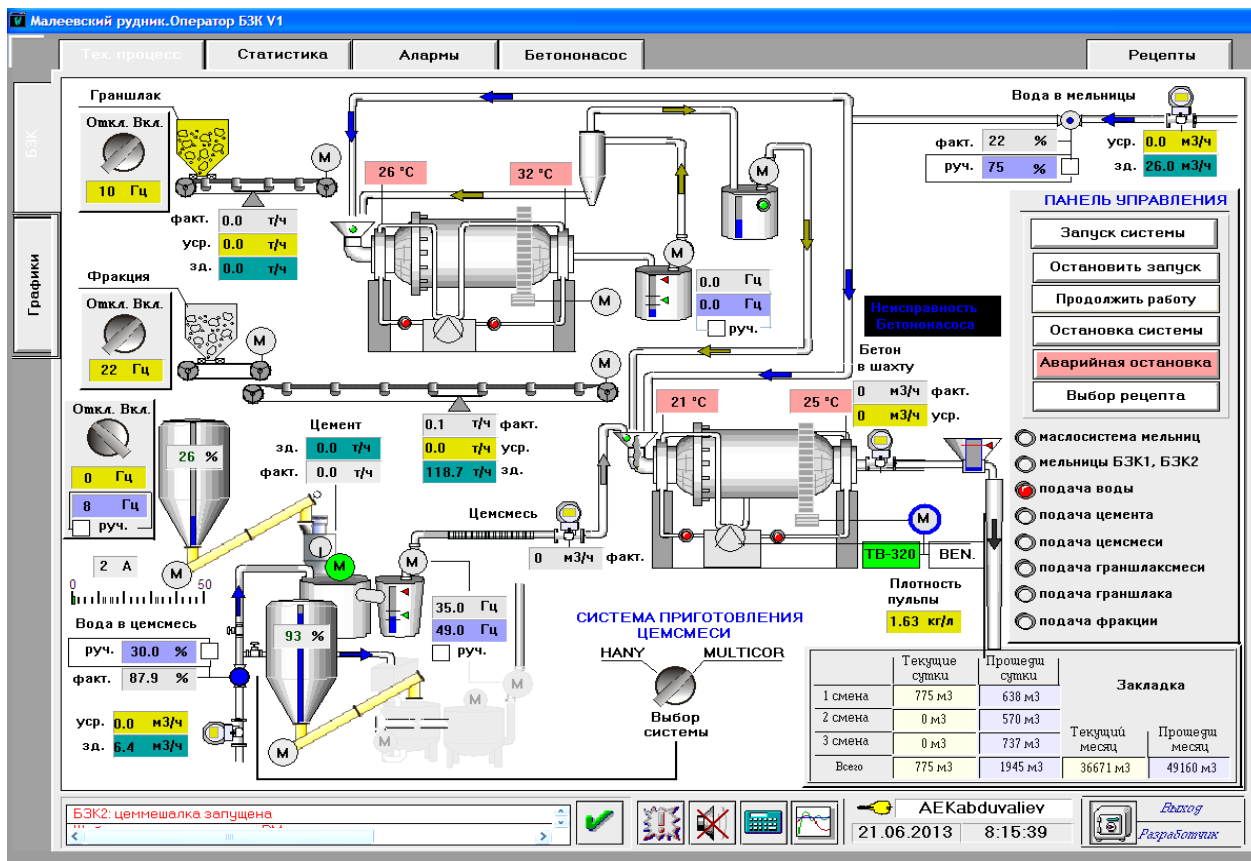 Малеевский рудник.Оператор БЗК V1
Тех. процесс
Статистика
Алармы
Бетононасос
Рецепты
БЗК
Графики
Граншлак
Откл. Вкл.
10 Гц
M
26 °C
32 °C
факт. 0.0 т/ч
уср. 0.0 т/ч
зд. 0.0 т/ч
M
M
M
0.0 Гц
0.0 Гц
руч.
Вода в мельницы
факт. 22 %
руч. 75 %
уср. 0.0 м3/ч
зд. 26.0 м3/ч
Фракция
Откл. Вкл.
22 Гц
M
M
Неисправность
Бетононасоса
Бетон
в шахту
0 м3/ч факт.
0 м3/ч уср.
ПАНЕЛЬ УПРАВЛЕНИЯ
Запуск системы
Остановить запуск
Продолжить работу
Остановка системы
Аварийная остановка
Выбор рецепта
маслосистема мельниц
мельницы БЗК1, БЗК2
подача воды
подача цемента
подача цемсмеси
подача граншлаксмеси
подача граншлака
подача фракции
Откл. Вкл.
0 Гц
8 Гц
руч.
26 %
Цемент
зд. 0.0 т/ч
факт. 0.0 т/ч
0.1 т/ч факт.
0.0 т/ч уср.
118.7 т/ч зд.
21 °C
25 °C
Цемсмесь
0 м3/ч факт.
M
ТВ-320
BEN.
Плотность
пульпы
1.63 кг/л
2 А
0
50
M
M
M
Вода в цемсмесь
руч. 30.0 %
факт. 87.9 %
уср. 0.0 м3/ч
зд. 6.4 м3/ч
93 %
M
35.0 Гц
49.0 Гц
руч.
M
M
СИСТЕМА ПРИГОТОВЛЕНИЯ
ЦЕМСМЕСИ
HANY
MULTICOR
Выбор
системы
Текущие сутки
Прошедш сутки
Закладка
1 смена 775 м3 638 м3
2 смена 0 м3 570 м3
3 смена 0 м3 737 м3
Текущий месяц
Прошедш месяц
Всего 775 м3 1945 м3 36671 м3 49160 м3
БЗК2: цеммешалка запущена
AEKabduvaliev
21.06.2013
8:15:39
Выход
Разработчик